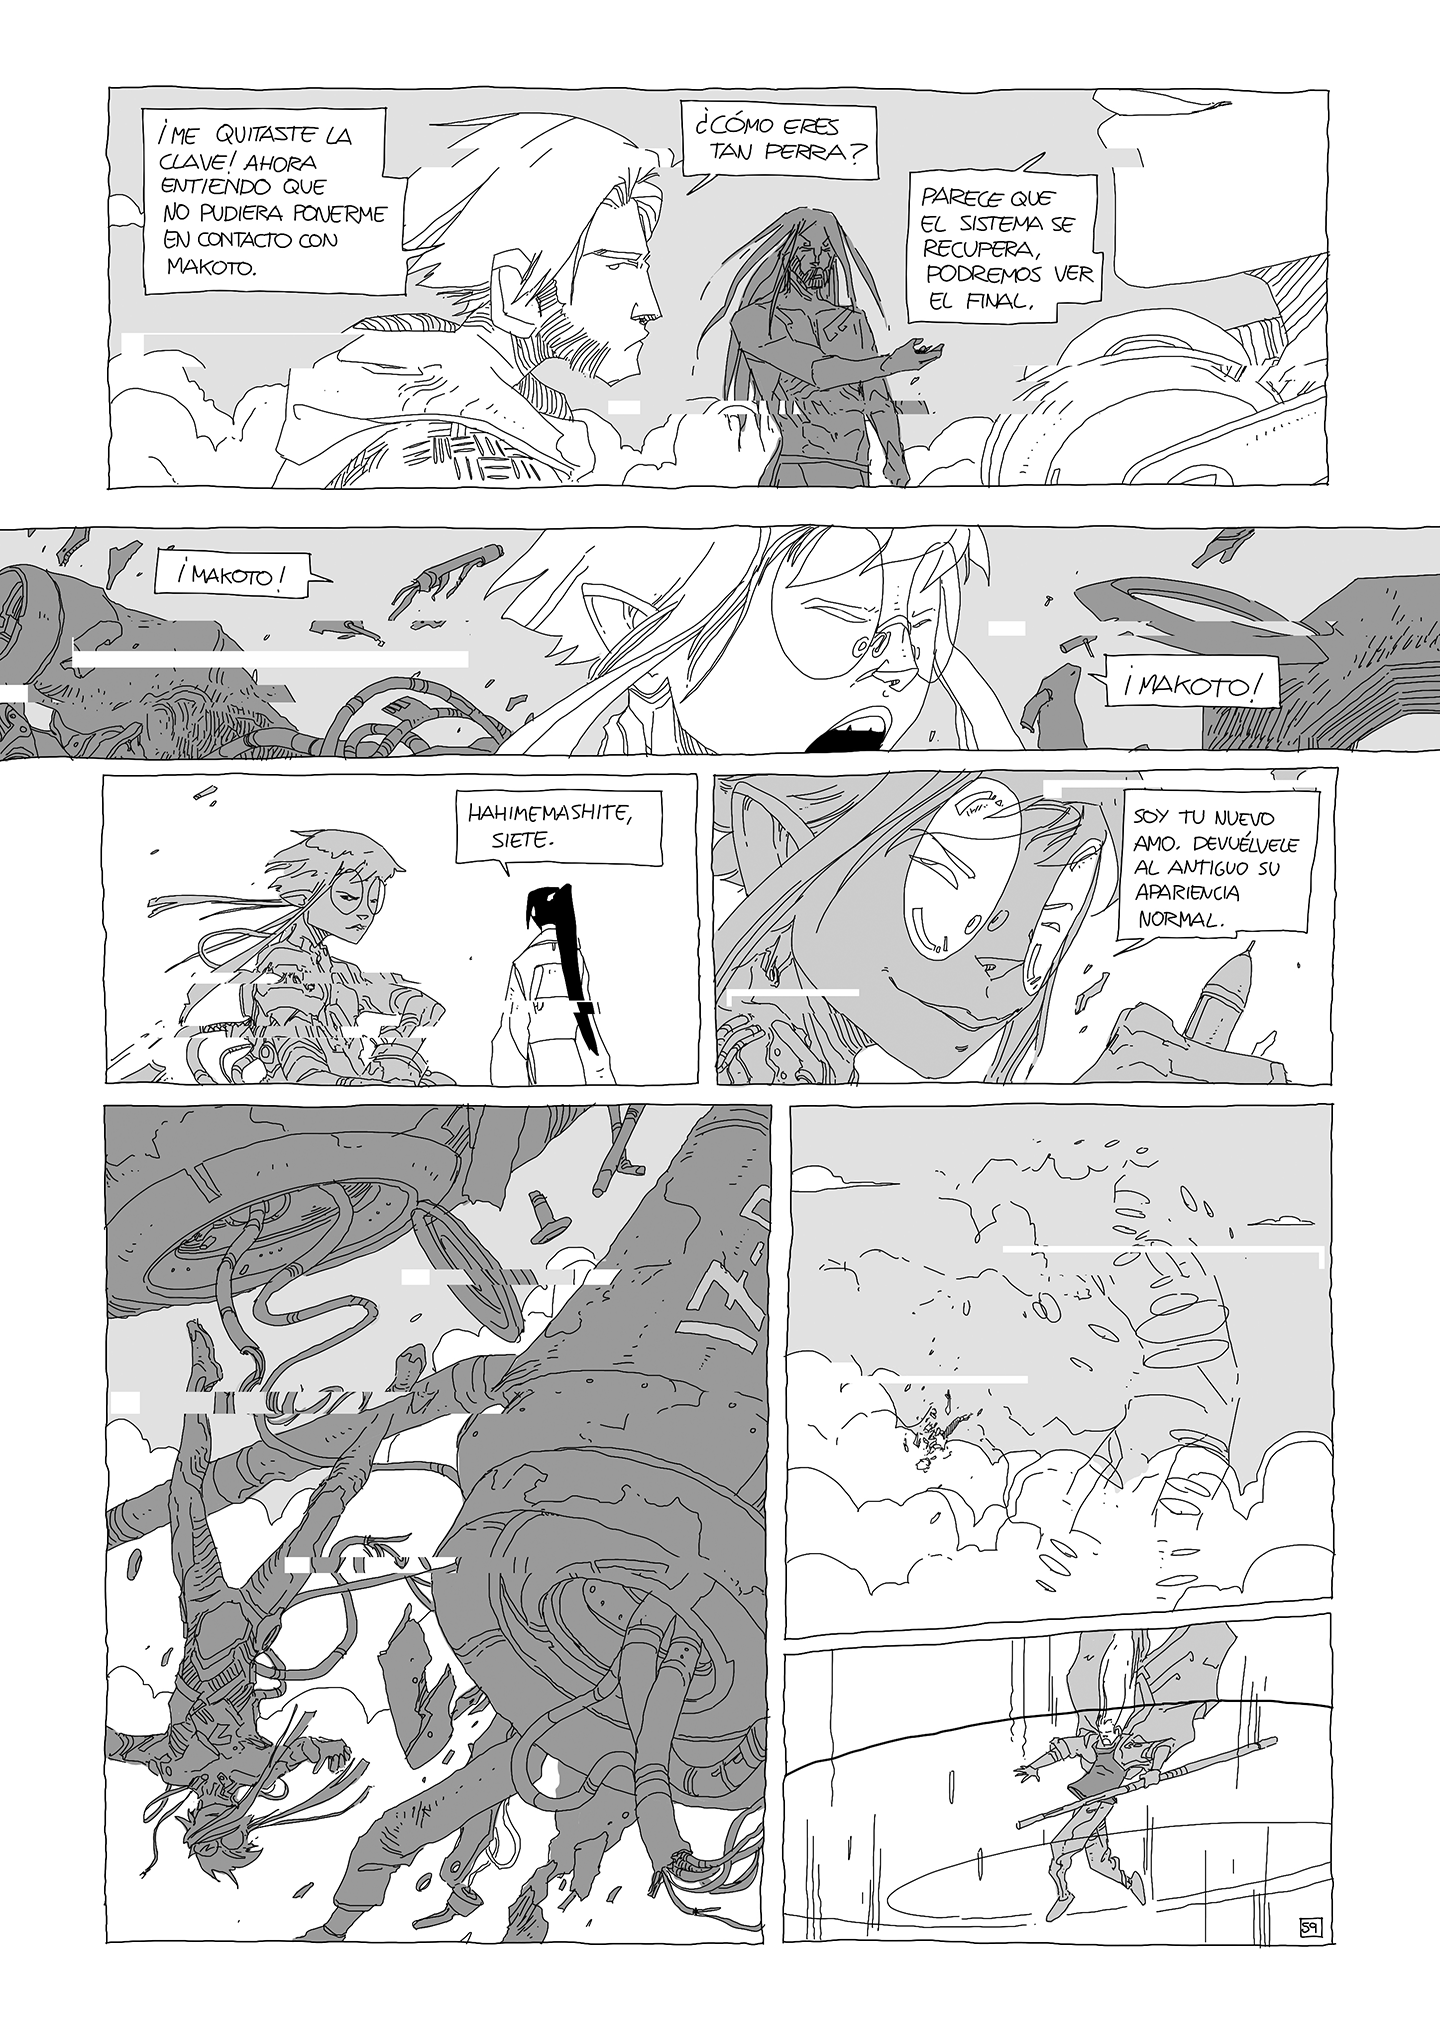 ¡ME QUITASTE LA
CLAVE! AHORA
ENTIENDO QUE
NO PUDIERA PONERME
EN CONTACTO CON
MAKOTO.
¿CÓMO ERES
TAN PERRA?
PARECE QUE
EL SISTEMA SE
RECUPERA,
PODREMOS VER
EL FINAL.
¡MAKOTO!
¡MAKOTO!
HAHIMEMASHITE,
SIETE.
SOY TU NUEVO
AMO. DEVUÉLVELE
AL ANTIGUO SU
APARIENCIA
NORMAL.
59